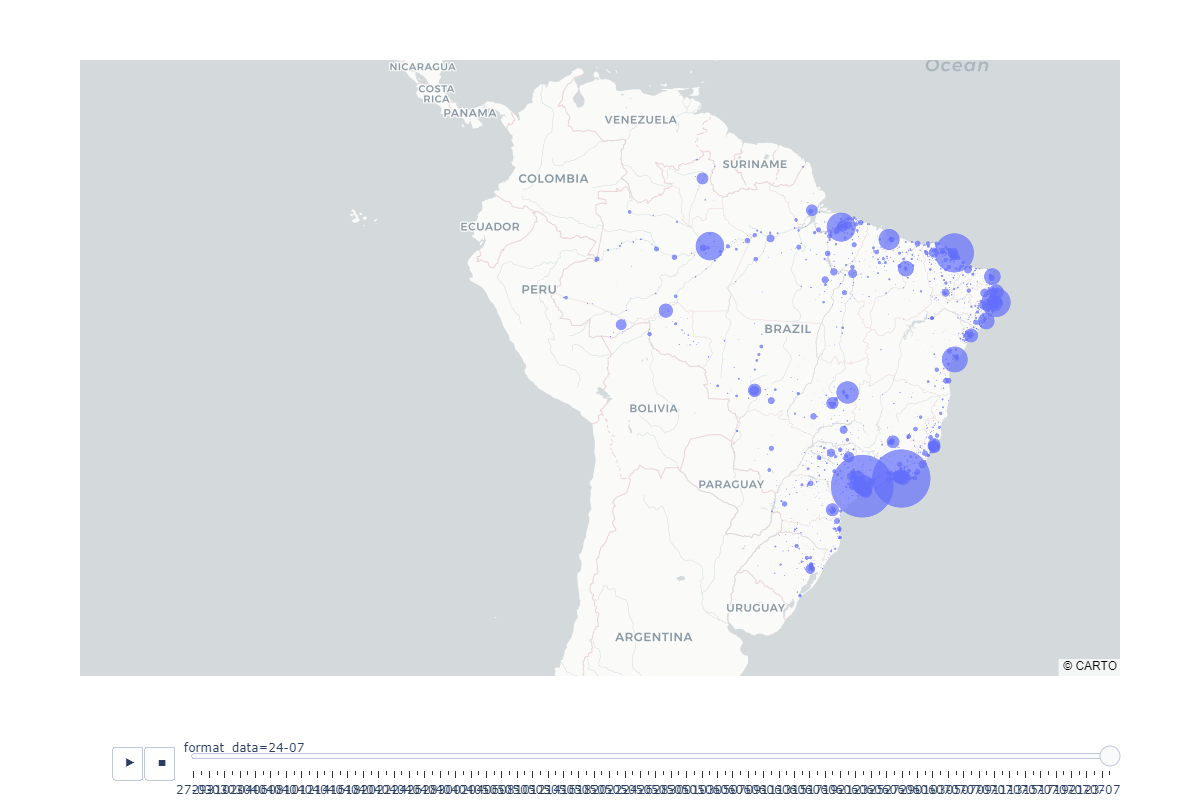 Ocean
NICARAGUA
COSTA
RICA
PANAMA
VENEZUELA
SURINAME
COLOMBIA
ECUADOR
PERU
BRAZIL
BOLIVIA
PARAGUAY
URUGUAY
ARGENTINA
© CARTO
format_data=24-07